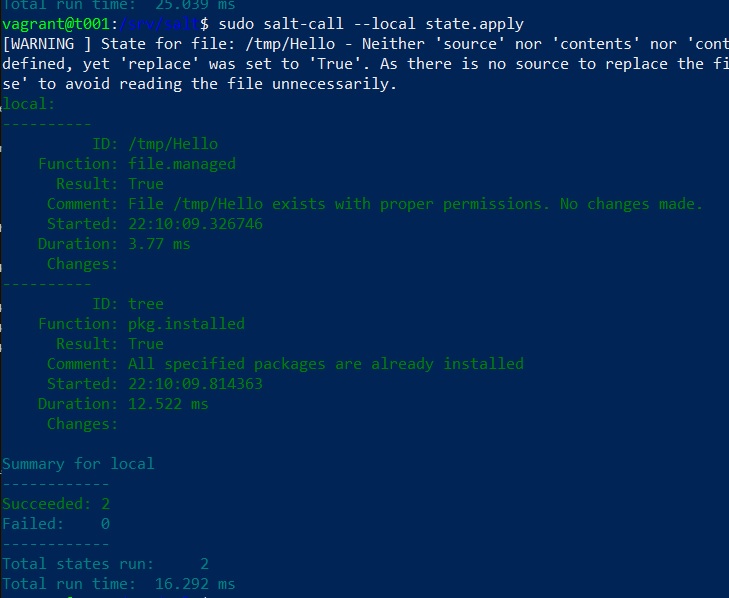 Total run time:  25.039 ms
vagrant@t001:/srv/salt$ sudo salt-call --local state.apply
[WARNING ] State for file: /tmp/Hello - Neither 'source' nor 'contents' nor 'cont
defined, yet 'replace' was set to 'True'. As there is no source to replace the fi
se' to avoid reading the file unnecessarily.
local:
----------
          ID: /tmp/Hello
    Function: file.managed
      Result: True
     Comment: File /tmp/Hello exists with proper permissions. No changes made.
     Started: 22:10:09.326746
    Duration: 3.77 ms
     Changes:
----------
          ID: tree
    Function: pkg.installed
      Result: True
     Comment: All specified packages are already installed
     Started: 22:10:09.814363
    Duration: 12.522 ms
     Changes:
Summary for local
------------
Succeeded: 2
Failed:    0
------------
Total states run:     2
Total run time:  16.292 ms